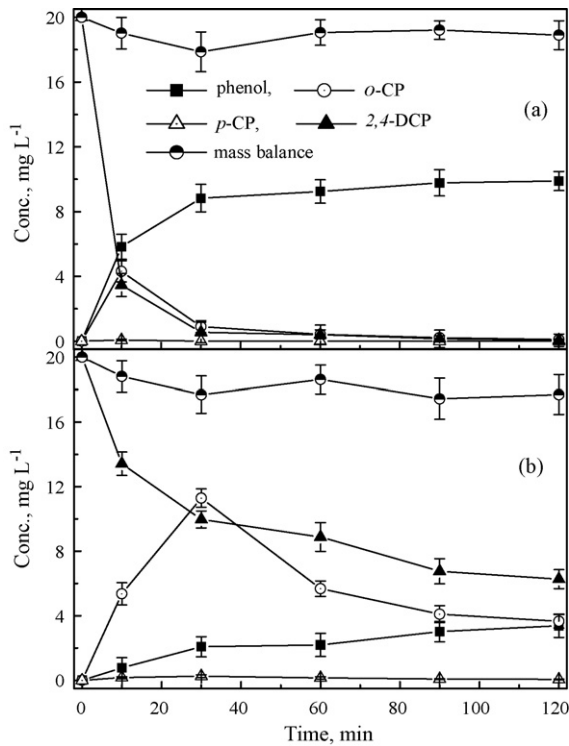 20
16
12
8
4
0
Conc., mg L⁻¹
phenol, o-CP
p-CP, 2,4-DCP
mass balance
(a)
20
16
12
8
4
0
Conc., mg L⁻¹
(b)
0 20 40 60 80 100 120
Time, min